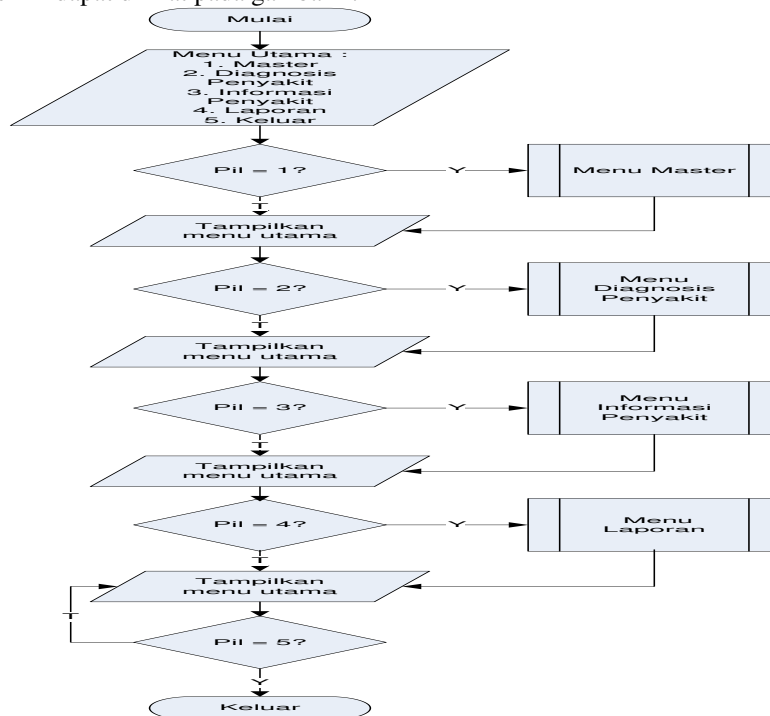 dapat
pada
Mulai
Menu Utama :
1. Master
2. Diagnosis
Penyakit
3. Informasi
Penyakit
4. Laporan
5. Keluar
Pil = 1?
Y
Menu Master
T
Tampilkan
menu utama
Pil = 2?
Y
Menu
Diagnosis
Penyakit
T
Tampilkan
menu utama
Pil = 3?
Y
Menu
Informasi
Penyakit
T
Tampilkan
menu utama
Pil = 4?
Y
Menu
Laporan
T
Tampilkan
menu utama
T
Pil = 5?
Y
Keluar